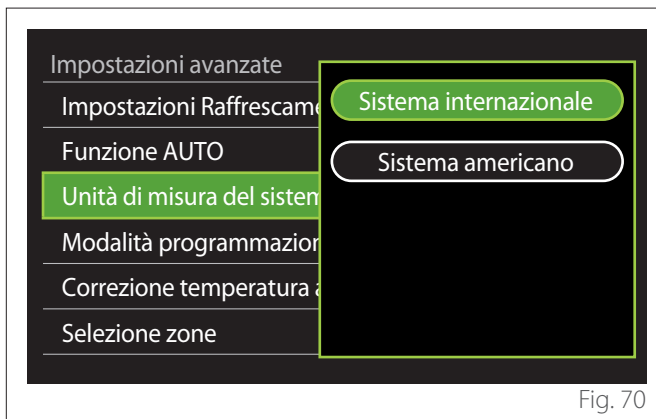 Impostazioni avanzate
Impostazioni Raffrescame
Funzione AUTO
Unità di misura del sistem
Modalità programmazion
Correzione temperatura a
Selezione zone
Sistema internazionale
Sistema americano
Fig. 70